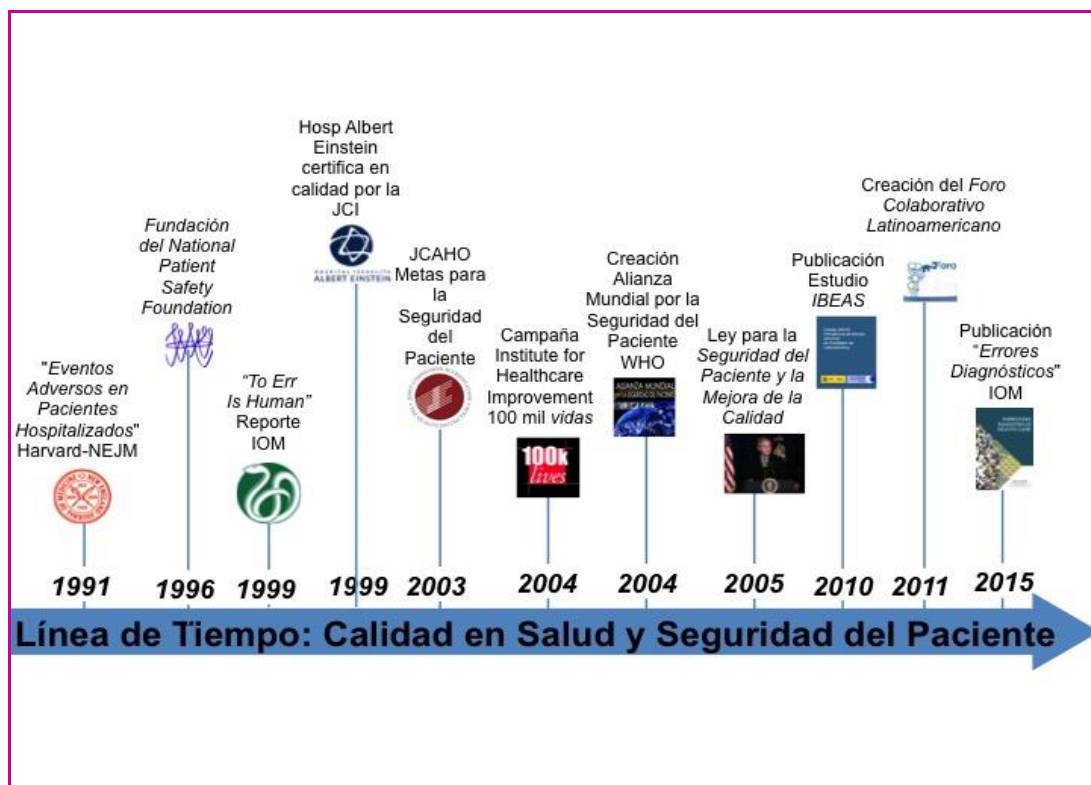 "Eventos
Adversos en
Pacientes
Hospitalizados"
Harvard-NEJM
1991
Fundación
del National
Patient
Safety
Foundation
1996
"To Err
Is Human"
Reporte
IOM
1999
Hosp Albert
Einstein
certifica en
calidad por la
JCI
ALBERT EINSTEIN
1999
JCAHO
Metas para
la
Seguridad
del
Paciente
2003
Campaña
Institute for
Healthcare
Improvement
100 mil vidas
100k
lives
2004
Creación
Alianza
Mundial por la
Seguridad del
Paciente
WHO
ALIANZA MUNDIAL
2004
Ley para la
Seguridad del
Paciente y la
Mejora de la
Calidad
2005
Publicación
Estudio
IBEAS
2010
Creación del Foro
Colaborativo
Latinoamericano
Foro
2011
Publicación
"Errores
Diagnósticos"
IOM
2015
Línea de Tiempo: Calidad en Salud y Seguridad del Paciente